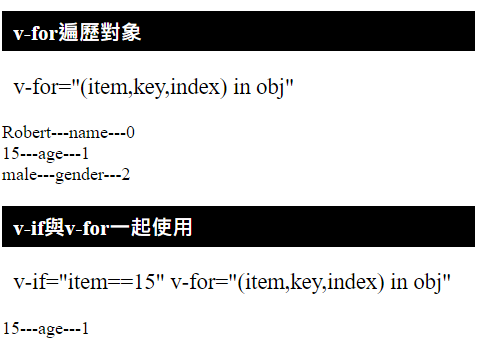 v-for遍歷對象
v-for="(item,key,index) in obj"
Robert---name---0
15---age---1
male---gender---2
v-if與v-for一起使用
v-if="item==15" v-for="(item,key,index) in obj"
15---age---1